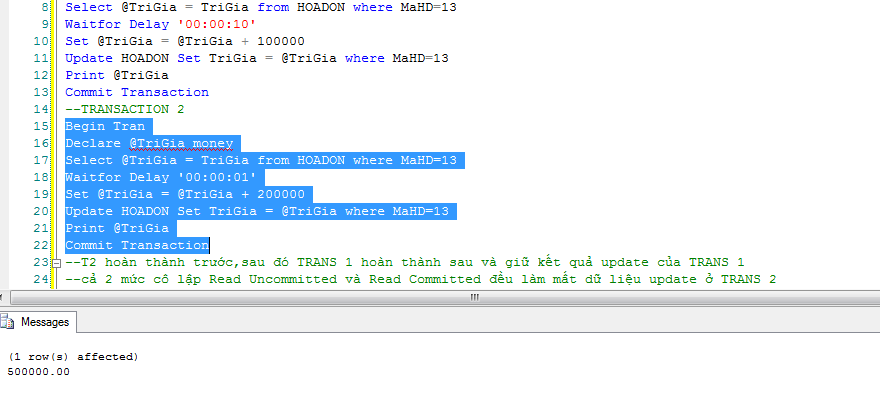 8 Select @TriGia = TriGia from HOADON where MaHD=13
9 Waitfor Delay '00:00:10'
10 Set @TriGia = @TriGia + 100000
11 Update HOADON Set TriGia = @TriGia where MaHD=13
12 Print @TriGia
13 Commit Transaction
14 --TRANSACTION 2
15 Begin Tran
16 Declare @TriGia money
17 Select @TriGia = TriGia from HOADON where MaHD=13
18 Waitfor Delay '00:00:01'
19 Set @TriGia = @TriGia + 200000
20 Update HOADON Set TriGia = @TriGia where MaHD=13
21 Print @TriGia
22 Commit Transaction
23 --T2 hoàn thành trước,sau đó TRANS 1 hoàn thành sau và giữ kết quả update của TRANS 1
24 --cả 2 mức cô lập Read Uncommitted và Read Committed đều làm mất dữ liệu update ở TRANS 2
Messages
(1 row(s) affected)
500000.00